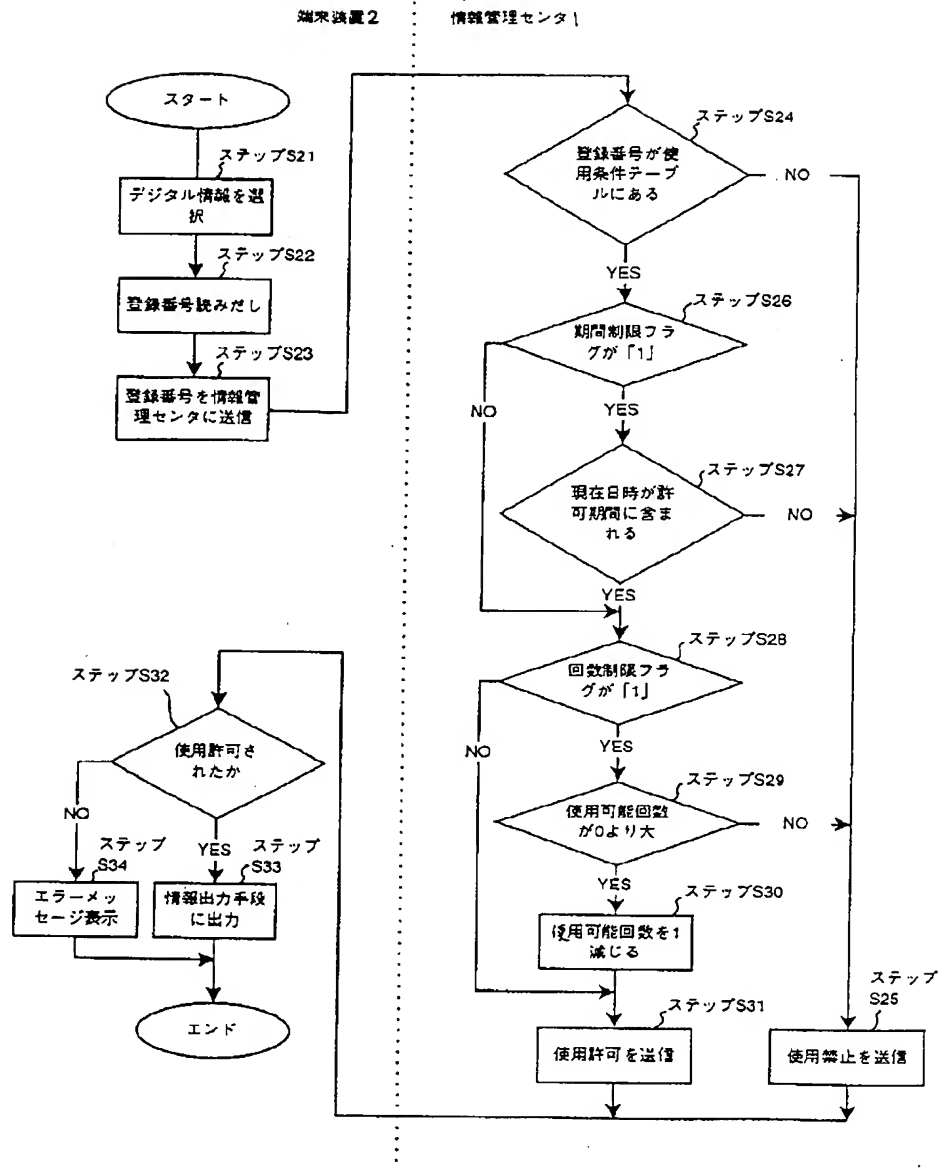 端末装置2
情報管理センタ1
スタート
ステップS21
デジタル情報を選
択
ステップS22
登録番号読みだし
ステップS23
登録番号を情報管
理センタに送信
ステップS24
登録番号が使
用条件テーブ
ルにある
NO
YES
ステップS26
期間制限フラ
グが「1」
NO
YES
ステップS27
現在日時が許
可期間に含ま
れる
NO
YES
ステップS28
回数制限フラ
グが「1」
NO
YES
ステップS29
使用可能回数
が0より大
NO
YES
ステップS30
使用可能回数を1
減じる
ステップS31
使用許可を送信
ステップ
S25
使用禁止を送信
ステップS32
使用許可さ
れたか
NO
YES
ステップ
S34
エラーメッ
セージ表示
ステップ
S33
情報出力手段
に出力
エンド